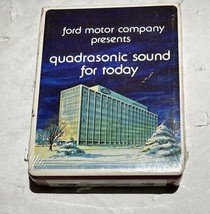 ford motor company
presents
quadrasonic sound
for today